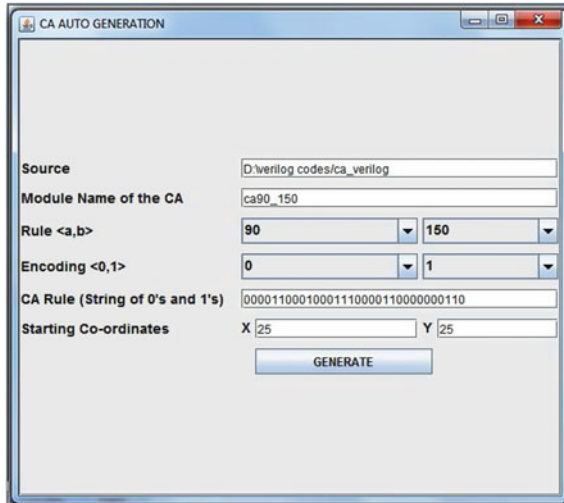 CA AUTO GENERATION
Source D:\verilog codes/ca_verilog
Module Name of the CA ca90_150
Rule <a,b> 90 150
Encoding <0,1> 0 1
CA Rule (String of 0's and 1's) 00001100010001110000110000000110
Starting Co-ordinates X 25 Y 25
GENERATE